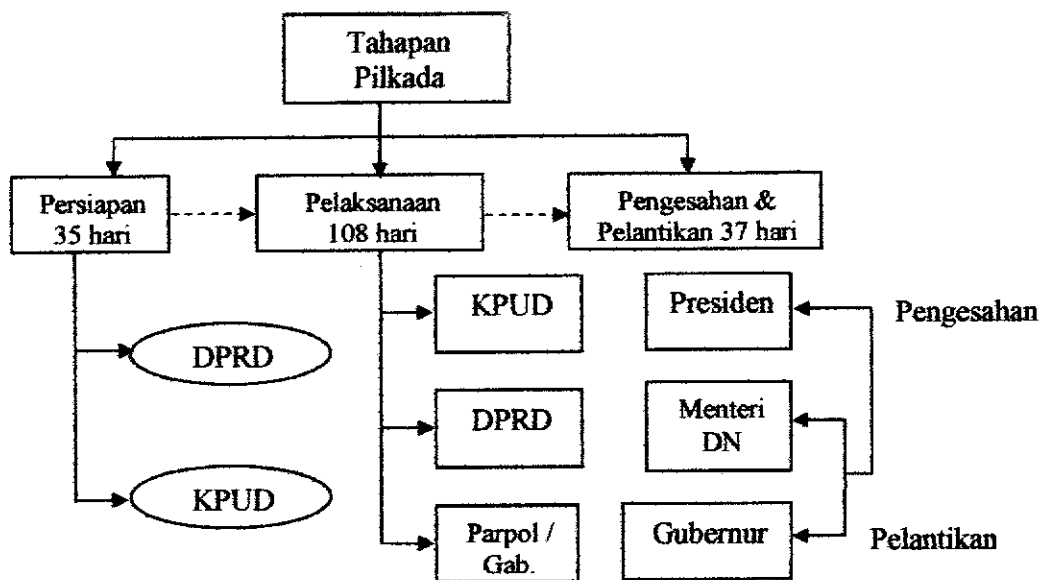 Tahapan
Pilkada
Persiapan
35 hari
Pelaksanaan
108 hari
Pengesahan &
Pelantikan 37 hari
DPRD
KPUD
KPUD
DPRD
Parpol /
Gab.
Presiden
Menteri
DN
Gubernur
Pengesahan
Pelantikan